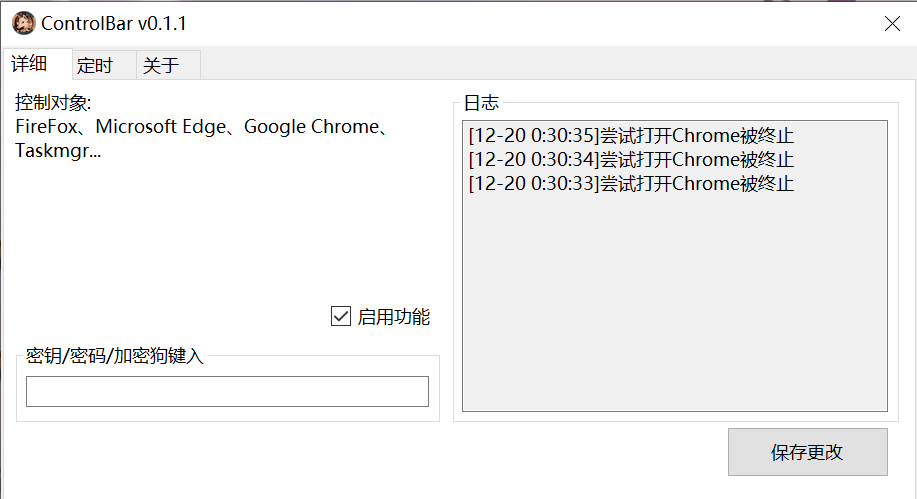 ControlBar v0.1.1
详细 定时 关于
控制对象:
FireFox、Microsoft Edge、Google Chrome、
Taskmgr...
启用功能
密钥/密码/加密狗键入
日志
[12-20 0:30:35]尝试打开Chrome被终止
[12-20 0:30:34]尝试打开Chrome被终止
[12-20 0:30:33]尝试打开Chrome被终止
保存更改